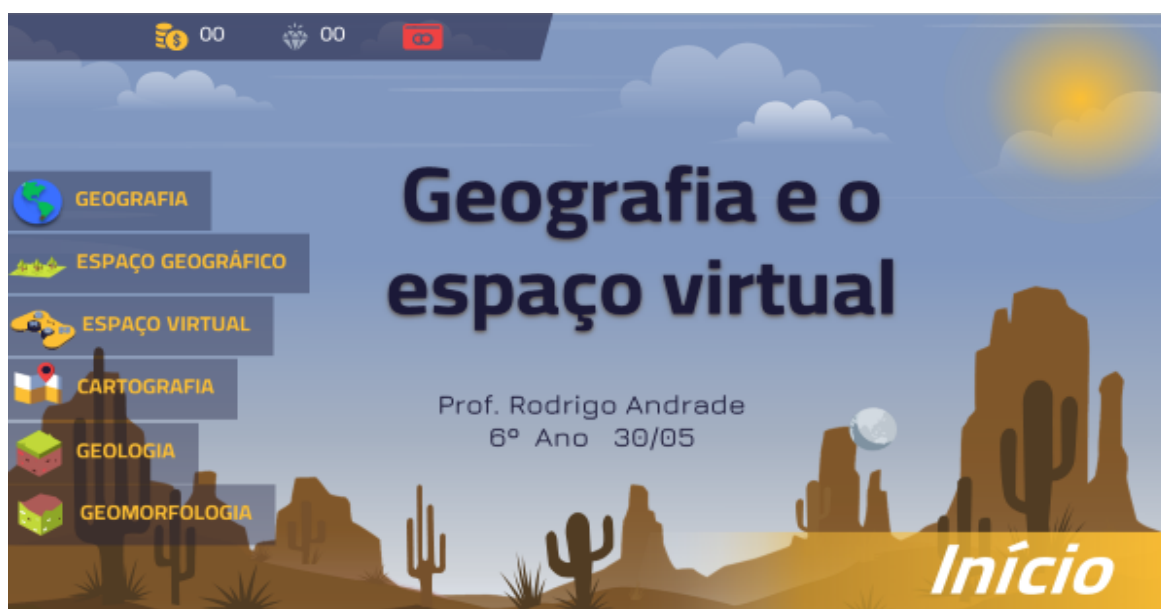 00 00
GEOGRAFIA
ESPAÇO GEOGRÁFICO
ESPAÇO VIRTUAL
CARTOGRAFIA
GEOLOGIA
GEOMORFOLOGIA
Geografia e o
espaço virtual
Prof. Rodrigo Andrade
6º Ano 30/05
Início